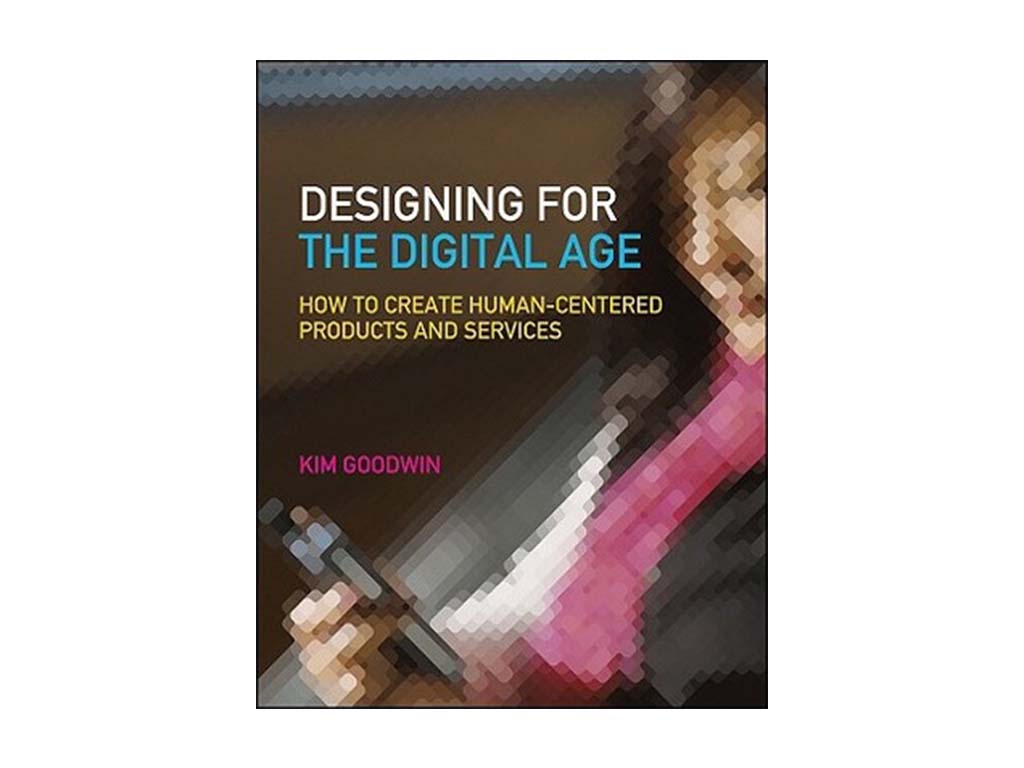 DESIGNING FOR
THE DIGITAL AGE
HOW TO CREATE HUMAN-CENTERED
PRODUCTS AND SERVICES
KIM GOODWIN